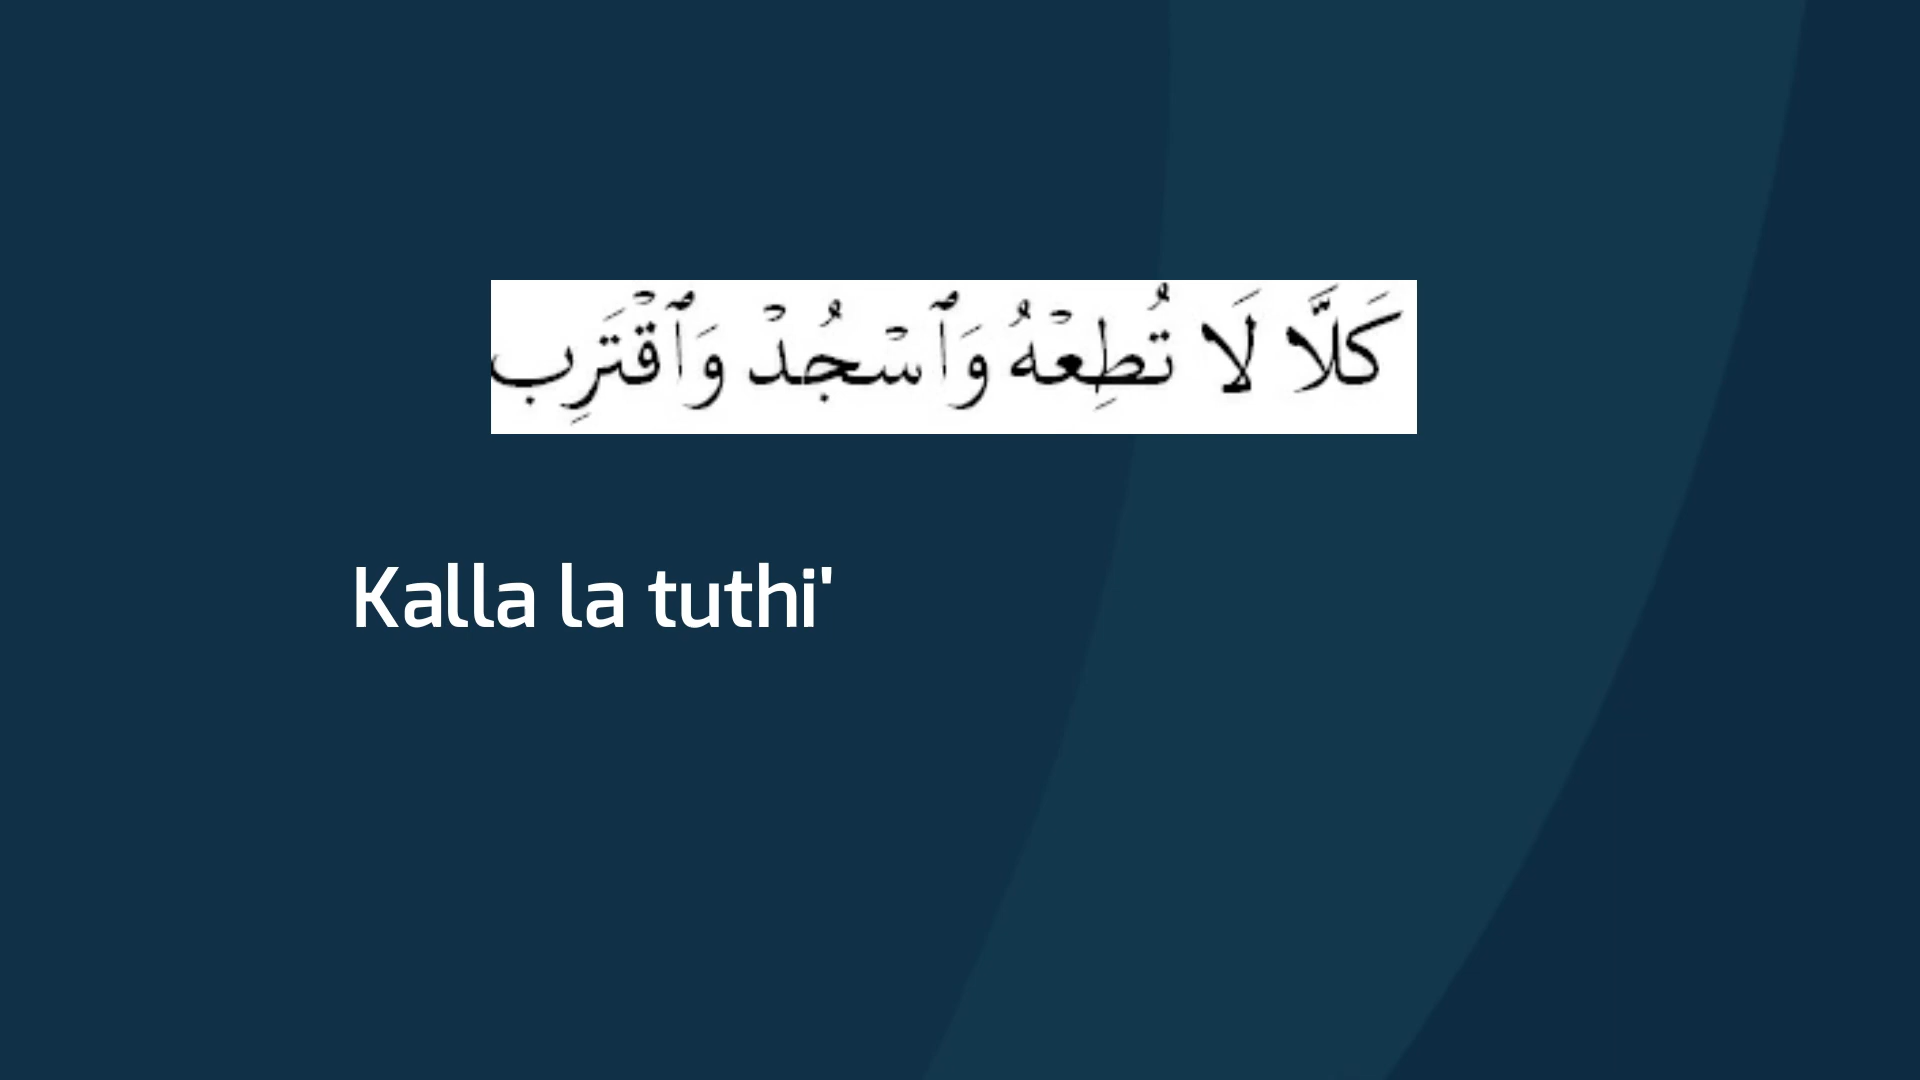 كَلَّا لَا تُطِعْهُ وَٱسْجُدْ وَٱقْتَرِب
Kalla la tuthi'